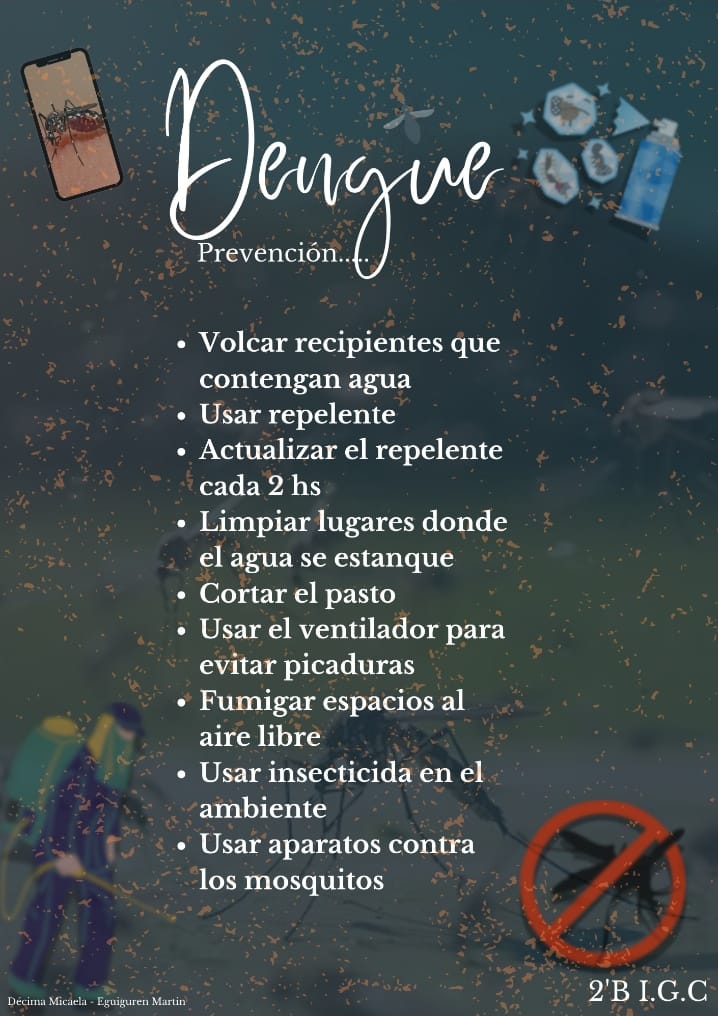 Dengue
Prevención.....
• Volcar recipientes que
contengan agua
• Usar repelente
• Actualizar el repelente
cada 2 hs
• Limpiar lugares donde
el agua se estanque
• Cortar el pasto
• Usar el ventilador para
evitar picaduras
• Fumigar espacios al
aire libre
• Usar insecticida en el
ambiente
• Usar aparatos contra
los mosquitos
Décima Micaela - Eguiguren Martin
2'B I.G.C